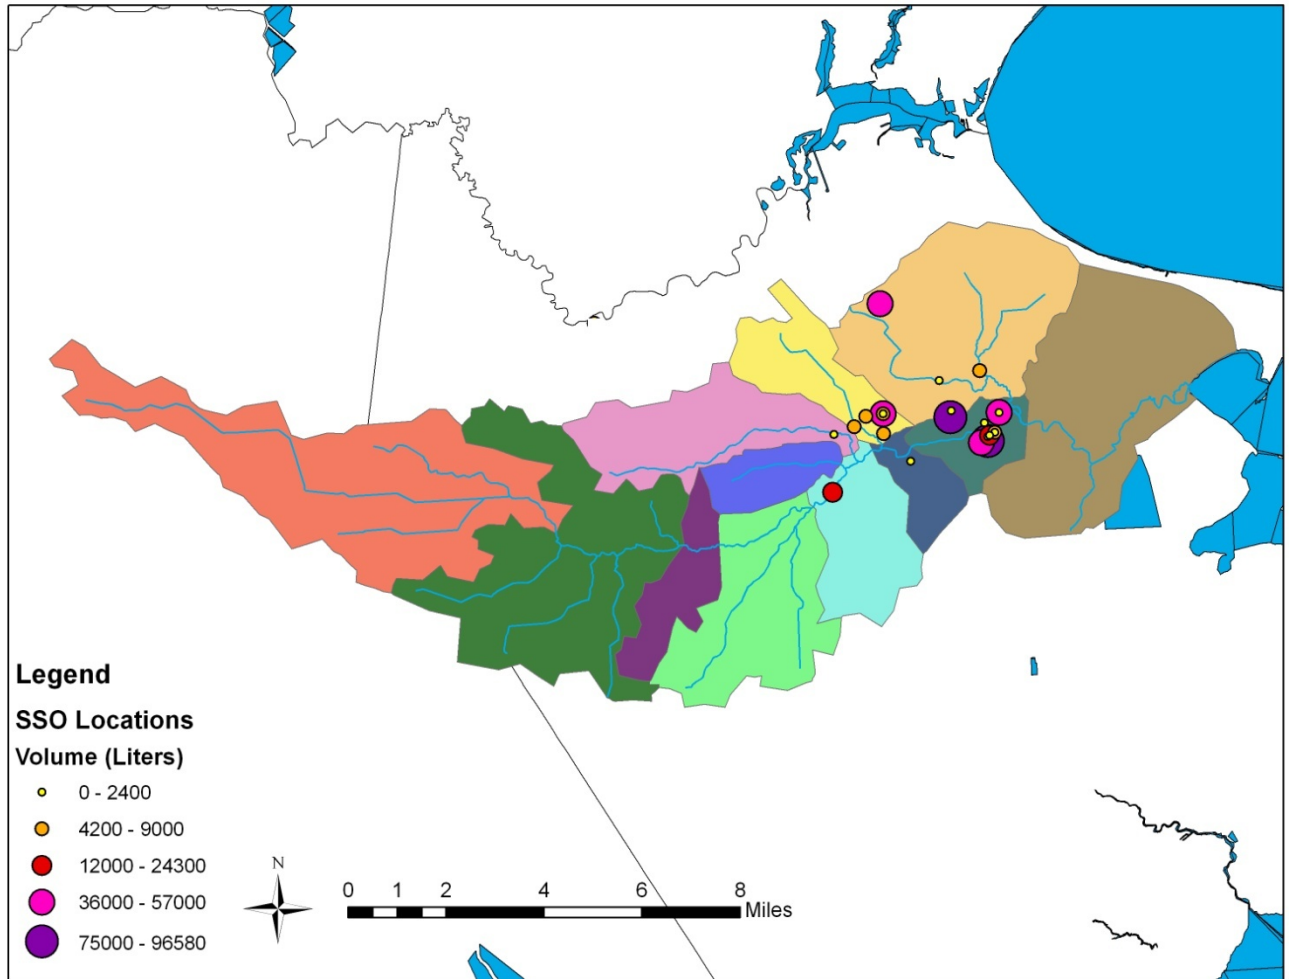 Legend
SSO Locations
Volume (Liters)
0 - 2400
4200 - 9000
12000 - 24300
36000 - 57000
75000 - 96580
N
0 1 2 4 6 8
Miles